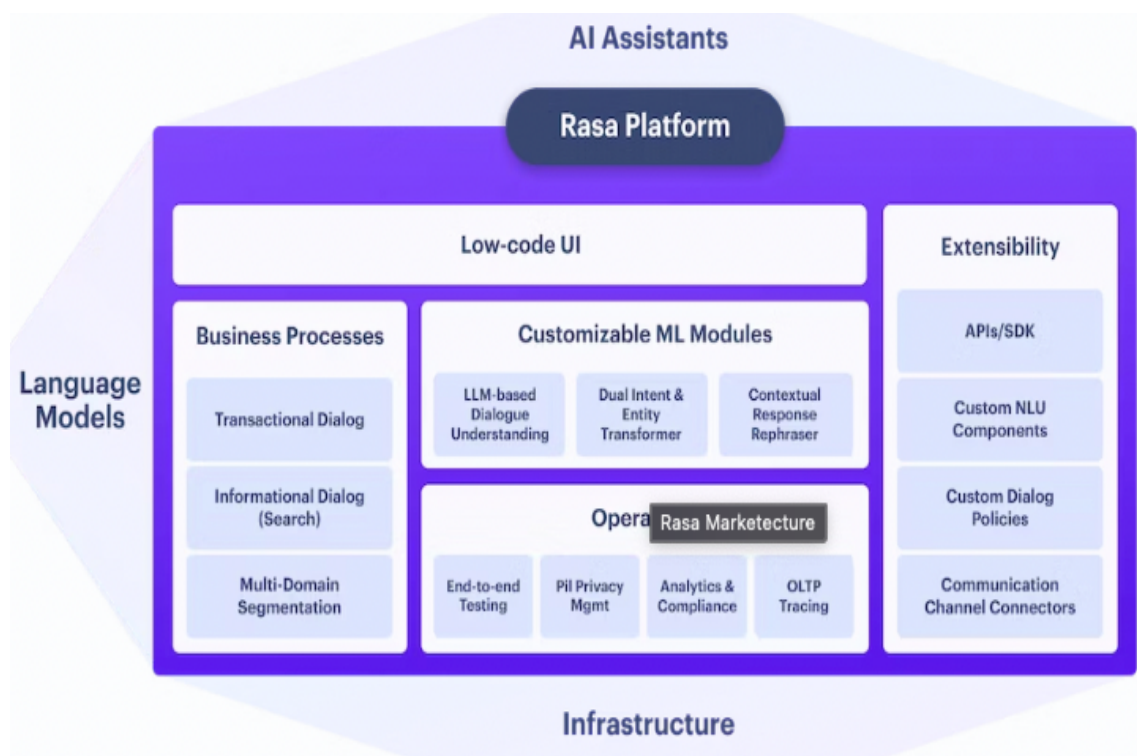 AI Assistants
Rasa Platform
Low-code UI
Extensibility
Business Processes
Customizable ML Modules
APIs/SDK
Language
Models
LLM-based
Dialogue
Understanding
Dual Intent &
Entity
Transformer
Contextual
Response
Rephraser
Transactional Dialog
Custom NLU
Components
Informational Dialog
(Search)
Opera
Rasa Marketecture
Custom Dialog
Policies
Multi-Domain
Segmentation
End-to-end
Testing
PiI Privacy
Mgmt
Analytics &
Compliance
OLTP
Tracing
Communication
Channel Connectors
Infrastructure